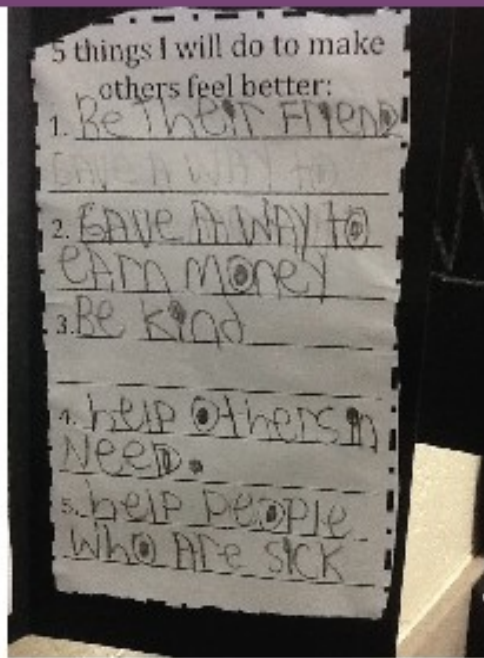 5 things I will do to make
others feel better:
1. Be Their FrienD
GAVE A WAY to
2. GAVE A WAY to
eArn money
3. Be kind
4. help others in
NeeD.
5. help people
who Are sick